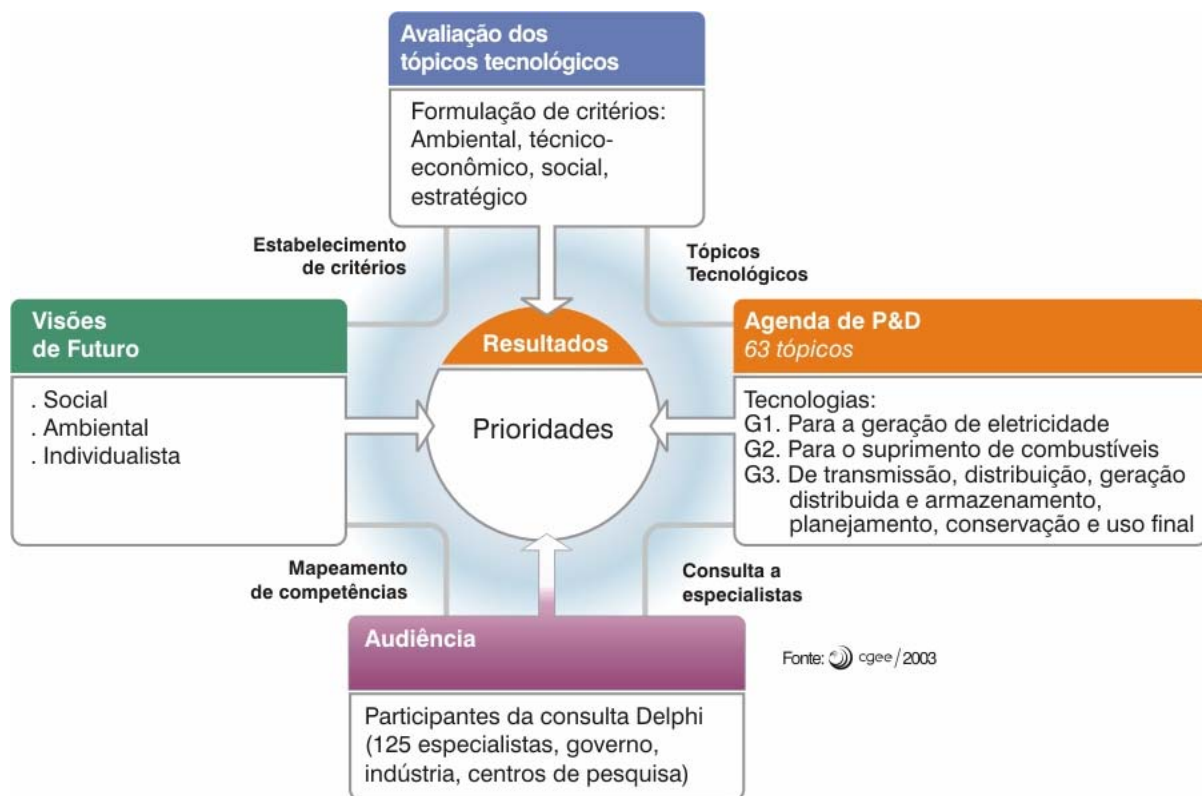 Avaliação dos
tópicos tecnológicos
Formulação de critérios:
Ambiental, técnico-
econômico, social,
estratégico
Estabelecimento
de critérios
Tópicos
Tecnológicos
Visões
de Futuro
. Social
. Ambiental
. Individualista
Resultados
Prioridades
Agenda de P&D
63 tópicos
Tecnologias:
G1. Para a geração de eletricidade
G2. Para o suprimento de combustíveis
G3. De transmissão, distribuição, geração
distribuida e armazenamento,
planejamento, conservação e uso final
Mapeamento
de competências
Consulta a
especialistas
Audiência
Participantes da consulta Delphi
(125 especialistas, governo,
indústria, centros de pesquisa)
Fonte: cgee/2003